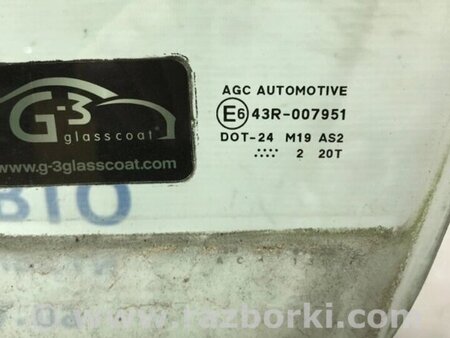 G-3
glasscoat
www.g-3glasscoat.com
AGC AUTOMOTIVE
E6 43R-007951
DOT-24 M19 AS2
..... 2 20T
www.razborki.com